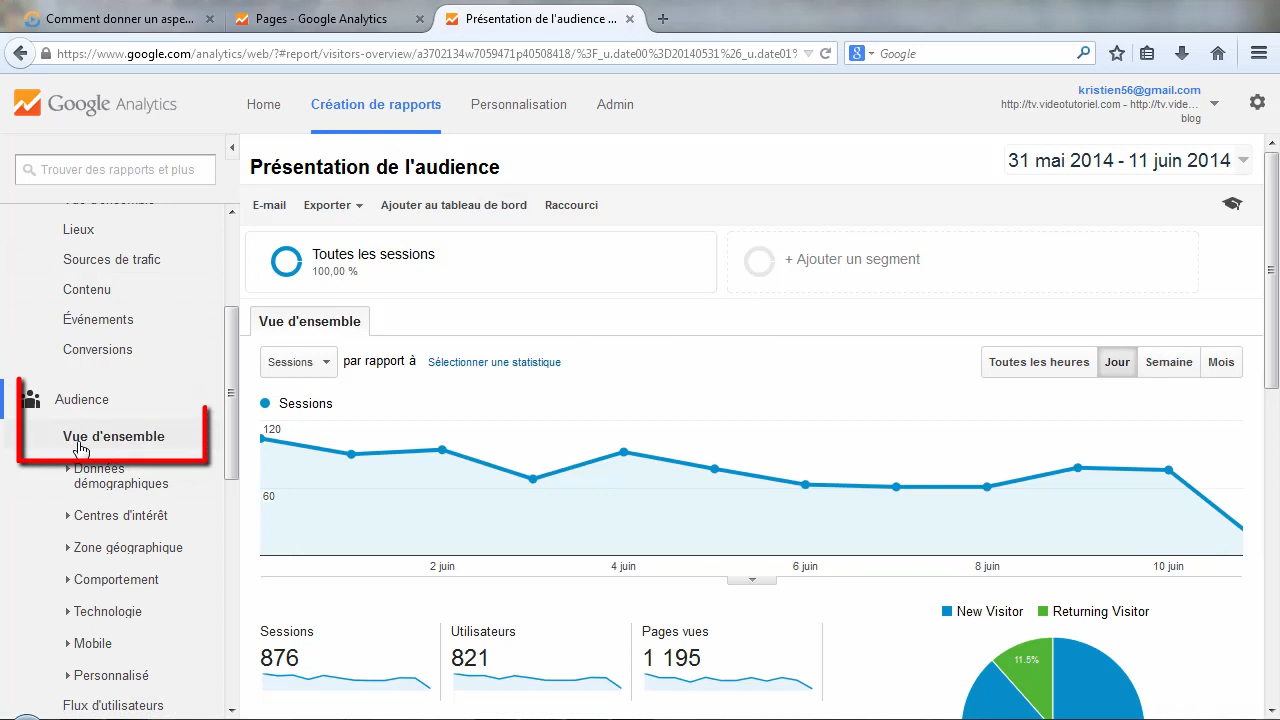 Comment donner un aspe...
Pages - Google Analytics
Présentation de l'audience ...
https://www.google.com/analytics/web/?#report/visitors-overview/a3702134w7059471p40508418/%3F_u.date00%3D20140531%26_u.date01%
Google
Google Analytics
Home
Création de rapports
Personnalisation
Admin
kristien56@gmail.com
http://tv.videotutoriel.com - http://tv.vide...
blog
Trouver des rapports et plus
Présentation de l'audience
31 mai 2014 - 11 juin 2014
E-mail
Exporter
Ajouter au tableau de bord
Raccourci
Vue d'ensemble
Lieux
Sources de trafic
Contenu
Événements
Conversions
Audience
Vue d'ensemble
Données
démographiques
Centres d'intérêt
Zone géographique
Comportement
Technologie
Mobile
Personnalisé
Flux d'utilisateurs
Toutes les sessions
100,00 %
+ Ajouter un segment
Vue d'ensemble
Sessions
par rapport à
Sélectionner une statistique
Toutes les heures
Jour
Semaine
Mois
Sessions
120
60
2 juin
4 juin
6 juin
8 juin
10 juin
Sessions
876
Utilisateurs
821
Pages vues
1 195
New Visitor
Returning Visitor
11.5%